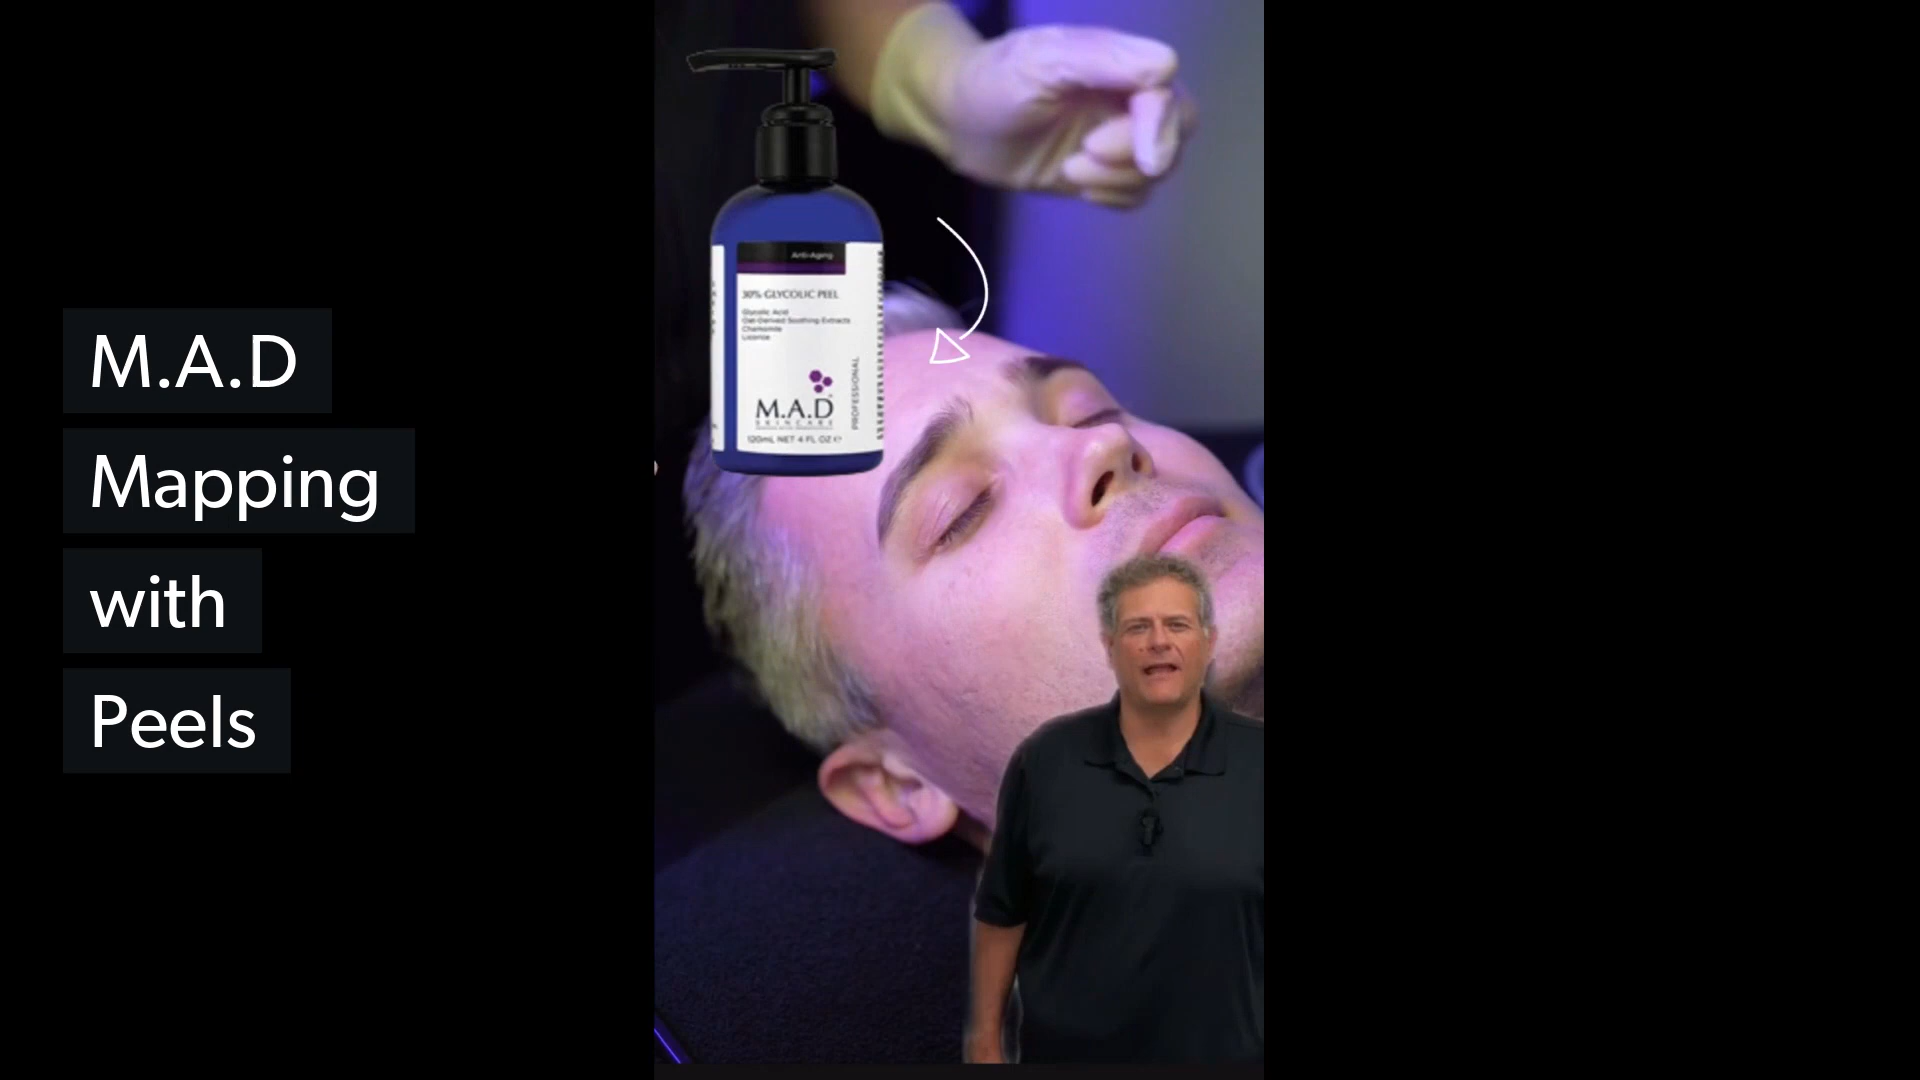 M.A.D
Mapping
with
Peels
Anti-Aging
30% GLYCOLIC PEEL
Glycolic Acid
Oat-Derived Soothing Extracts
Chamomile
Licorice
PROFESSIONAL
M.A.D
SKINCARE
120mL NET 4 FL OZ ℮